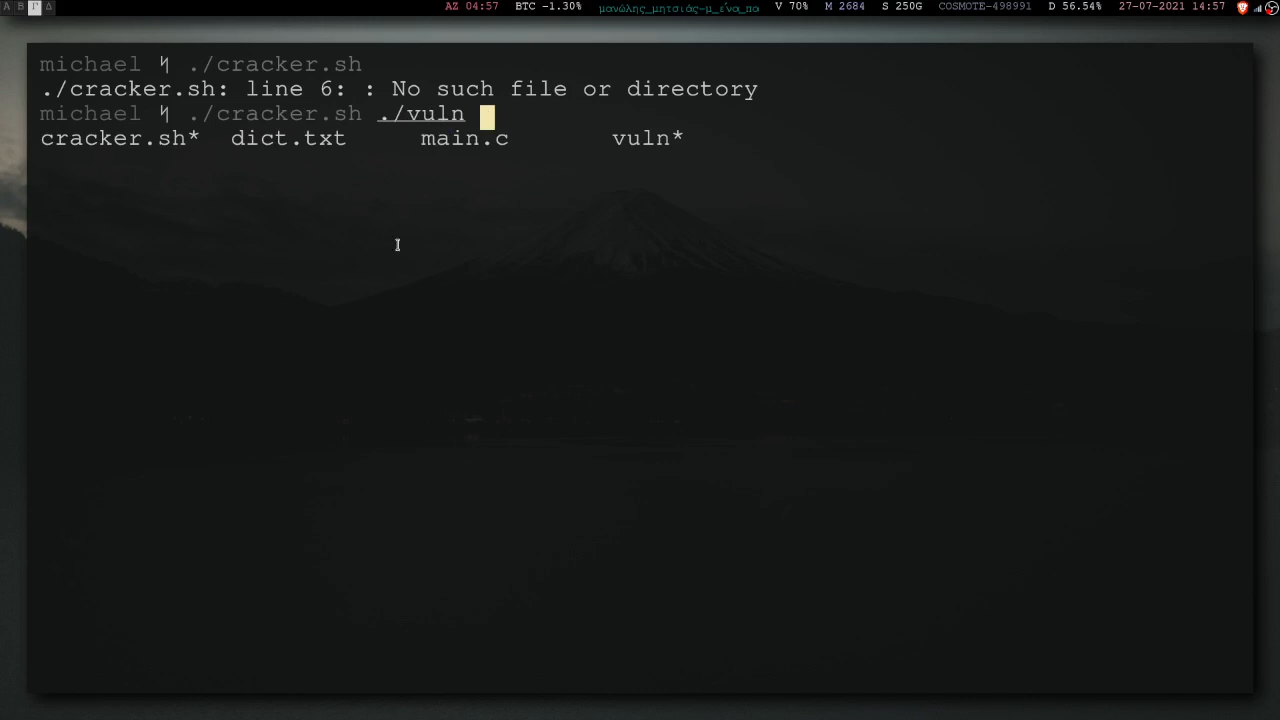 Α Β Γ Δ AZ 04:57 BTC -1.30% μανώλης_μητσιάς-μ_ένα_πα V 70% M 2684 S 250G COSMOTE-498991 D 56.54% 27-07-2021 14:57
michael ./cracker.sh
./cracker.sh: line 6: : No such file or directory
michael ./cracker.sh ./vuln
cracker.sh* dict.txt main.c vuln*